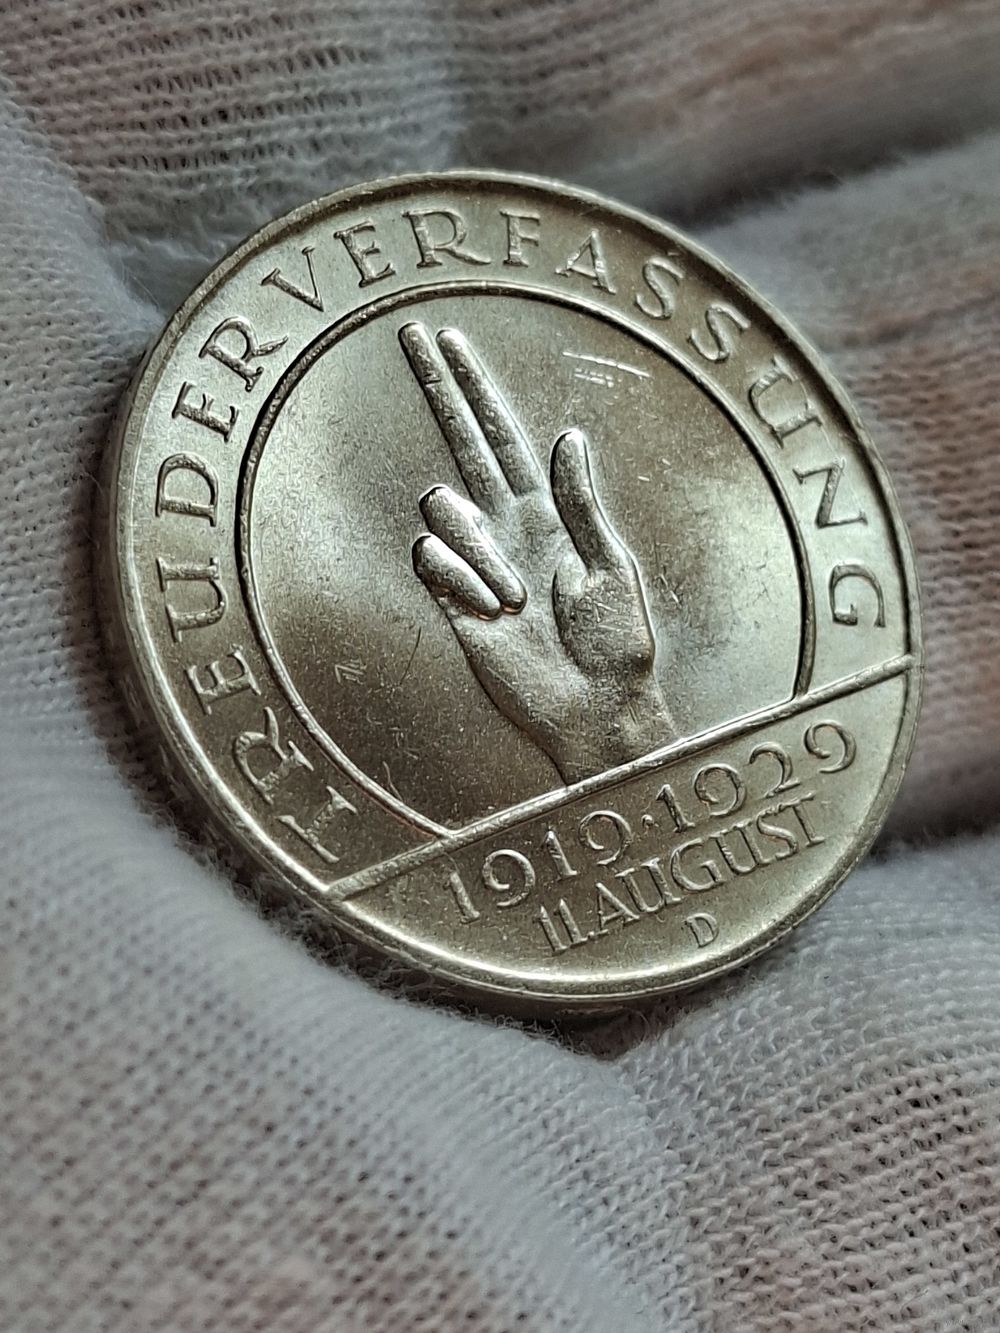 TREU DER VERFASSUNG
1919·1929
11.AUGUST
D